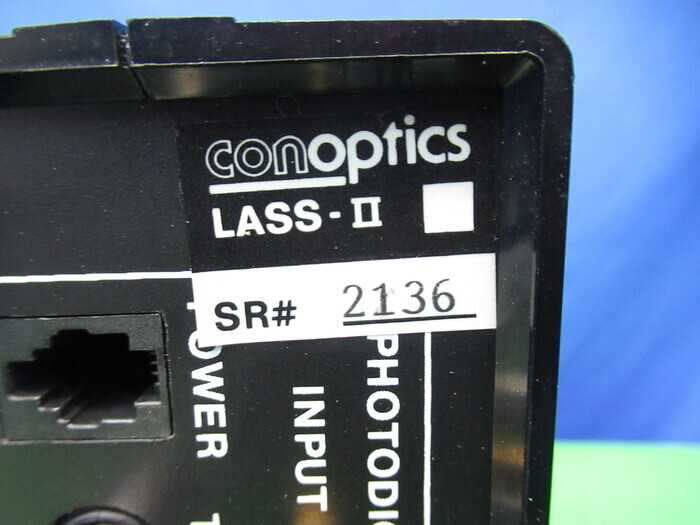 conoptics
LASS-II
SR# 2136
POWER
INPUT